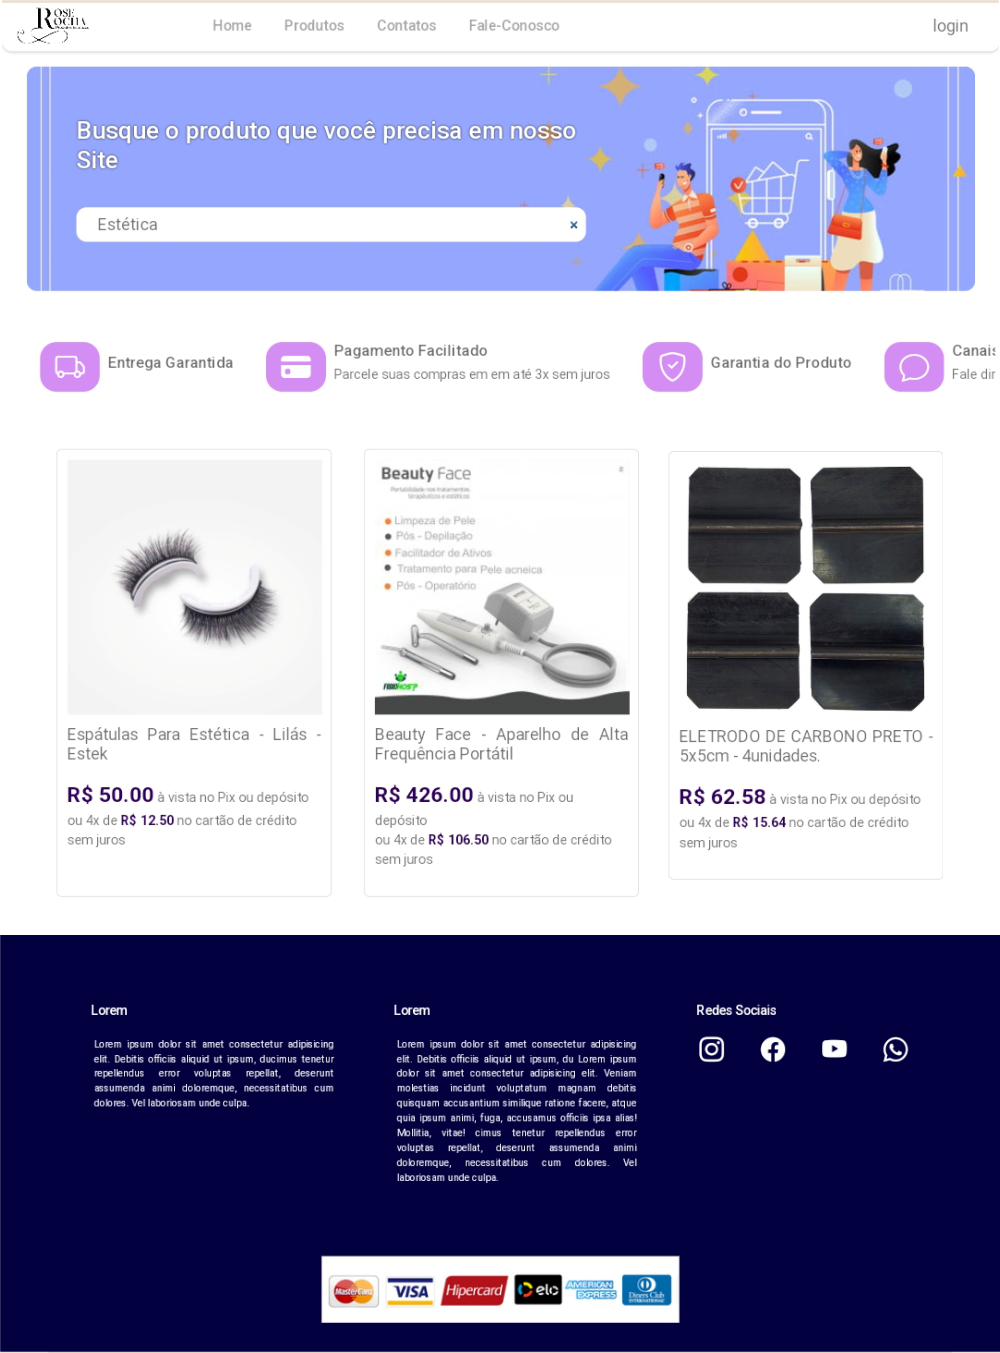 ROSE
ROCHA
Home Produtos Contatos Fale-Conosco login
Busque o produto que você precisa em nosso
Site
Estética ×
Entrega Garantida
Pagamento Facilitado
Parcele suas compras em em até 3x sem juros
Garantia do Produto
Canais
Fale dir
Beauty Face
Portabilidade nos tratamentos
terapêuticos e estéticos
Limpeza de Pele
Pós - Depilação
Facilitador de Ativos
Tratamento para Pele acneica
Pós - Operatório
Espátulas Para Estética - Lilás -
Estek
R$ 50.00 à vista no Pix ou depósito
ou 4x de R$ 12.50 no cartão de crédito
sem juros
Beauty Face - Aparelho de Alta
Frequência Portátil
R$ 426.00 à vista no Pix ou
depósito
ou 4x de R$ 106.50 no cartão de crédito
sem juros
ELETRODO DE CARBONO PRETO -
5x5cm - 4unidades.
R$ 62.58 à vista no Pix ou depósito
ou 4x de R$ 15.64 no cartão de crédito
sem juros
Lorem
Lorem ipsum dolor sit amet consectetur adipisicing
elit. Debitis officiis aliquid ut ipsum, ducimus tenetur
repellendus error voluptas repellat, deserunt
assumenda animi doloremque, necessitatibus cum
dolores. Vel laboriosam unde culpa.
Lorem
Lorem ipsum dolor sit amet consectetur adipisicing
elit. Debitis officiis aliquid ut ipsum, du Lorem ipsum
dolor sit amet consectetur adipisicing elit. Veniam
molestias incidunt voluptatum magnam debitis
quisquam accusantium similique ratione facere, atque
quia ipsum animi, fuga, accusamus officiis ipsa alias!
Mollitia, vitae! cimus tenetur repellendus error
voluptas repellat, deserunt assumenda animi
doloremque, necessitatibus cum dolores. Vel
laboriosam unde culpa.
Redes Sociais
MasterCard VISA Hipercard elo AMERICAN EXPRESS Diners Club INTERNATIONAL